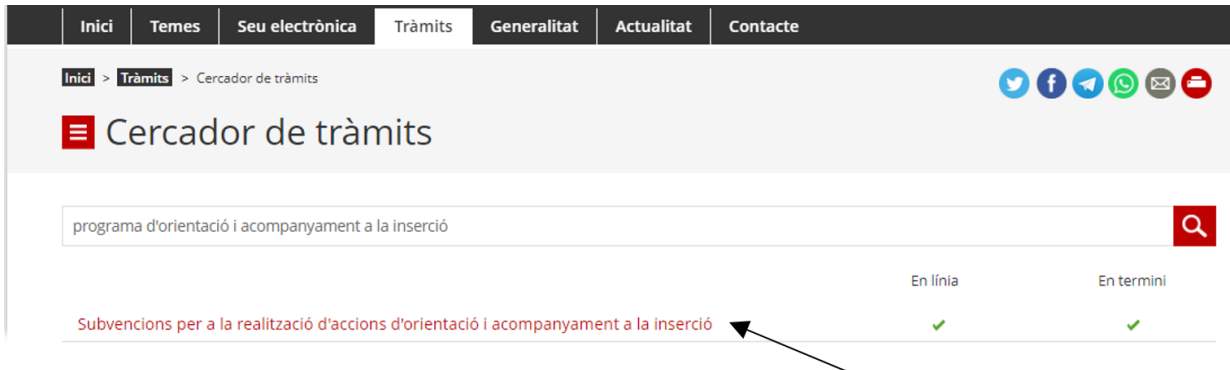 Inici Temes Seu electrònica Tràmits Generalitat Actualitat Contacte
Inici > Tràmits > Cercador de tràmits
Cercador de tràmits
programa d'orientació i acompanyament a la inserció
En línia En termini
Subvencions per a la realització d'accions d'orientació i acompanyament a la inserció